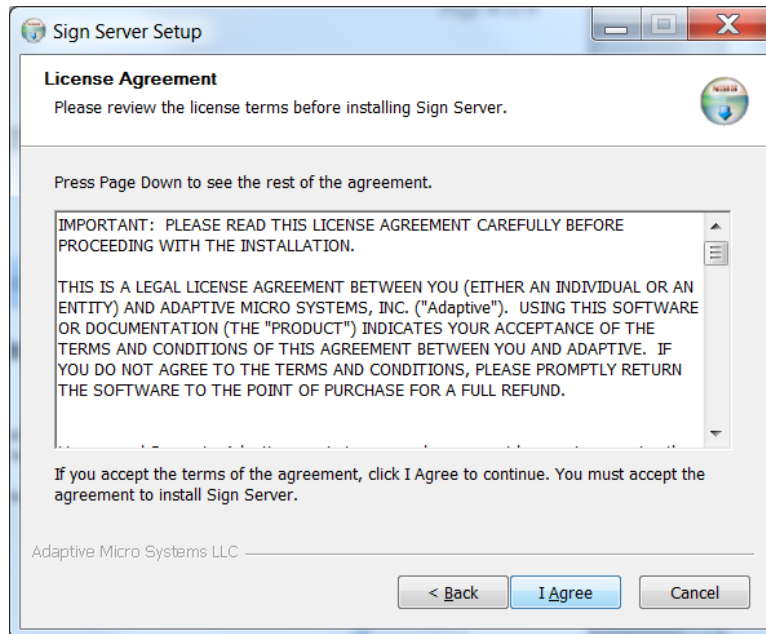 Sign Server Setup
License Agreement
Please review the license terms before installing Sign Server.
Press Page Down to see the rest of the agreement.
IMPORTANT:  PLEASE READ THIS LICENSE AGREEMENT CAREFULLY BEFORE
PROCEEDING WITH THE INSTALLATION.
THIS IS A LEGAL LICENSE AGREEMENT BETWEEN YOU (EITHER AN INDIVIDUAL OR AN
ENTITY) AND ADAPTIVE MICRO SYSTEMS, INC. ("Adaptive").  USING THIS SOFTWARE
OR DOCUMENTATION (THE "PRODUCT") INDICATES YOUR ACCEPTANCE OF THE
TERMS AND CONDITIONS OF THIS AGREEMENT BETWEEN YOU AND ADAPTIVE.  IF
YOU DO NOT AGREE TO THE TERMS AND CONDITIONS, PLEASE PROMPTLY RETURN
THE SOFTWARE TO THE POINT OF PURCHASE FOR A FULL REFUND.
If you accept the terms of the agreement, click I Agree to continue. You must accept the
agreement to install Sign Server.
Adaptive Micro Systems LLC
< Back
I Agree
Cancel